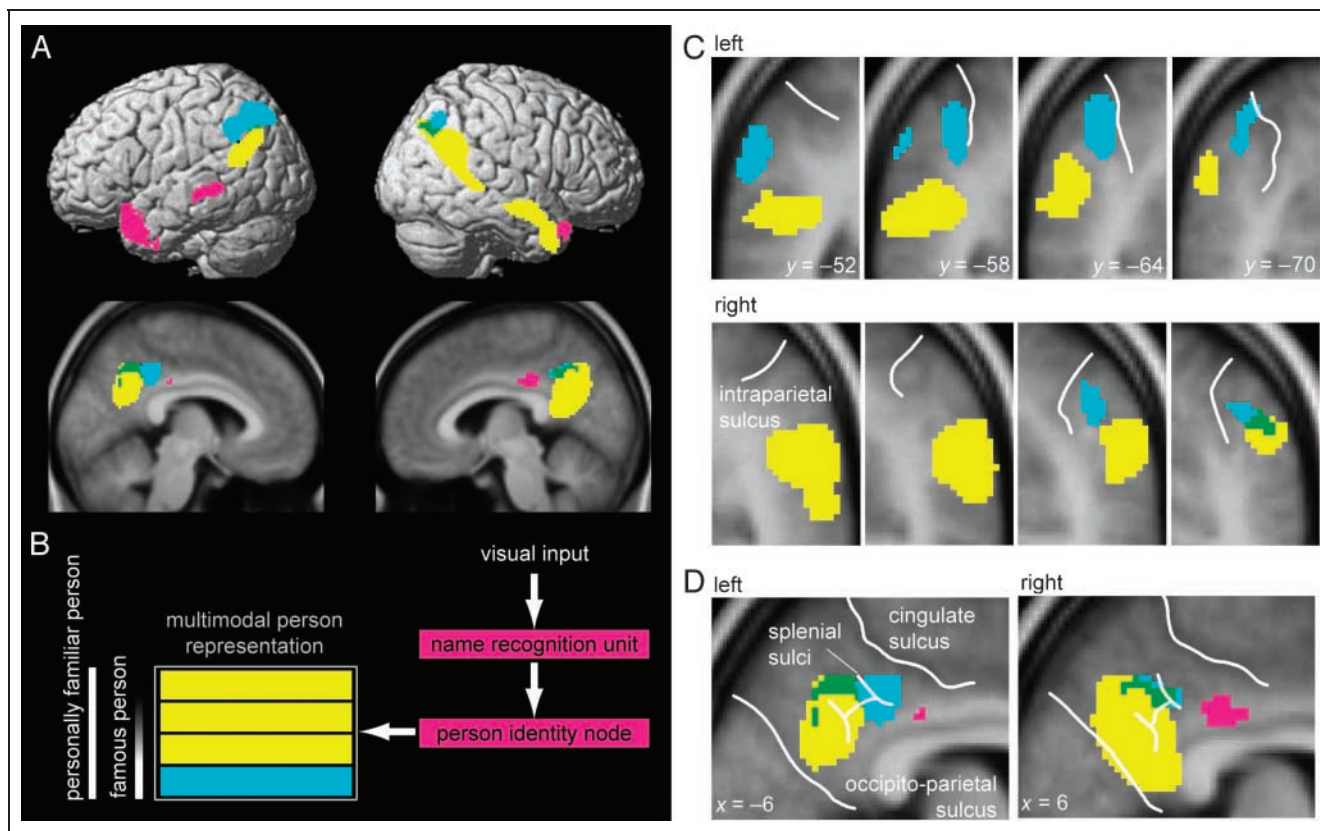 A
B
visual input
multimodal person
representation
name recognition unit
person identity node
personally familiar person
famous person
C
left
y = –52
y = –58
y = –64
y = –70
right
intraparietal
sulcus
D
left
right
splenial
sulci
cingulate
sulcus
occipito-parietal
sulcus
x = –6
x = 6